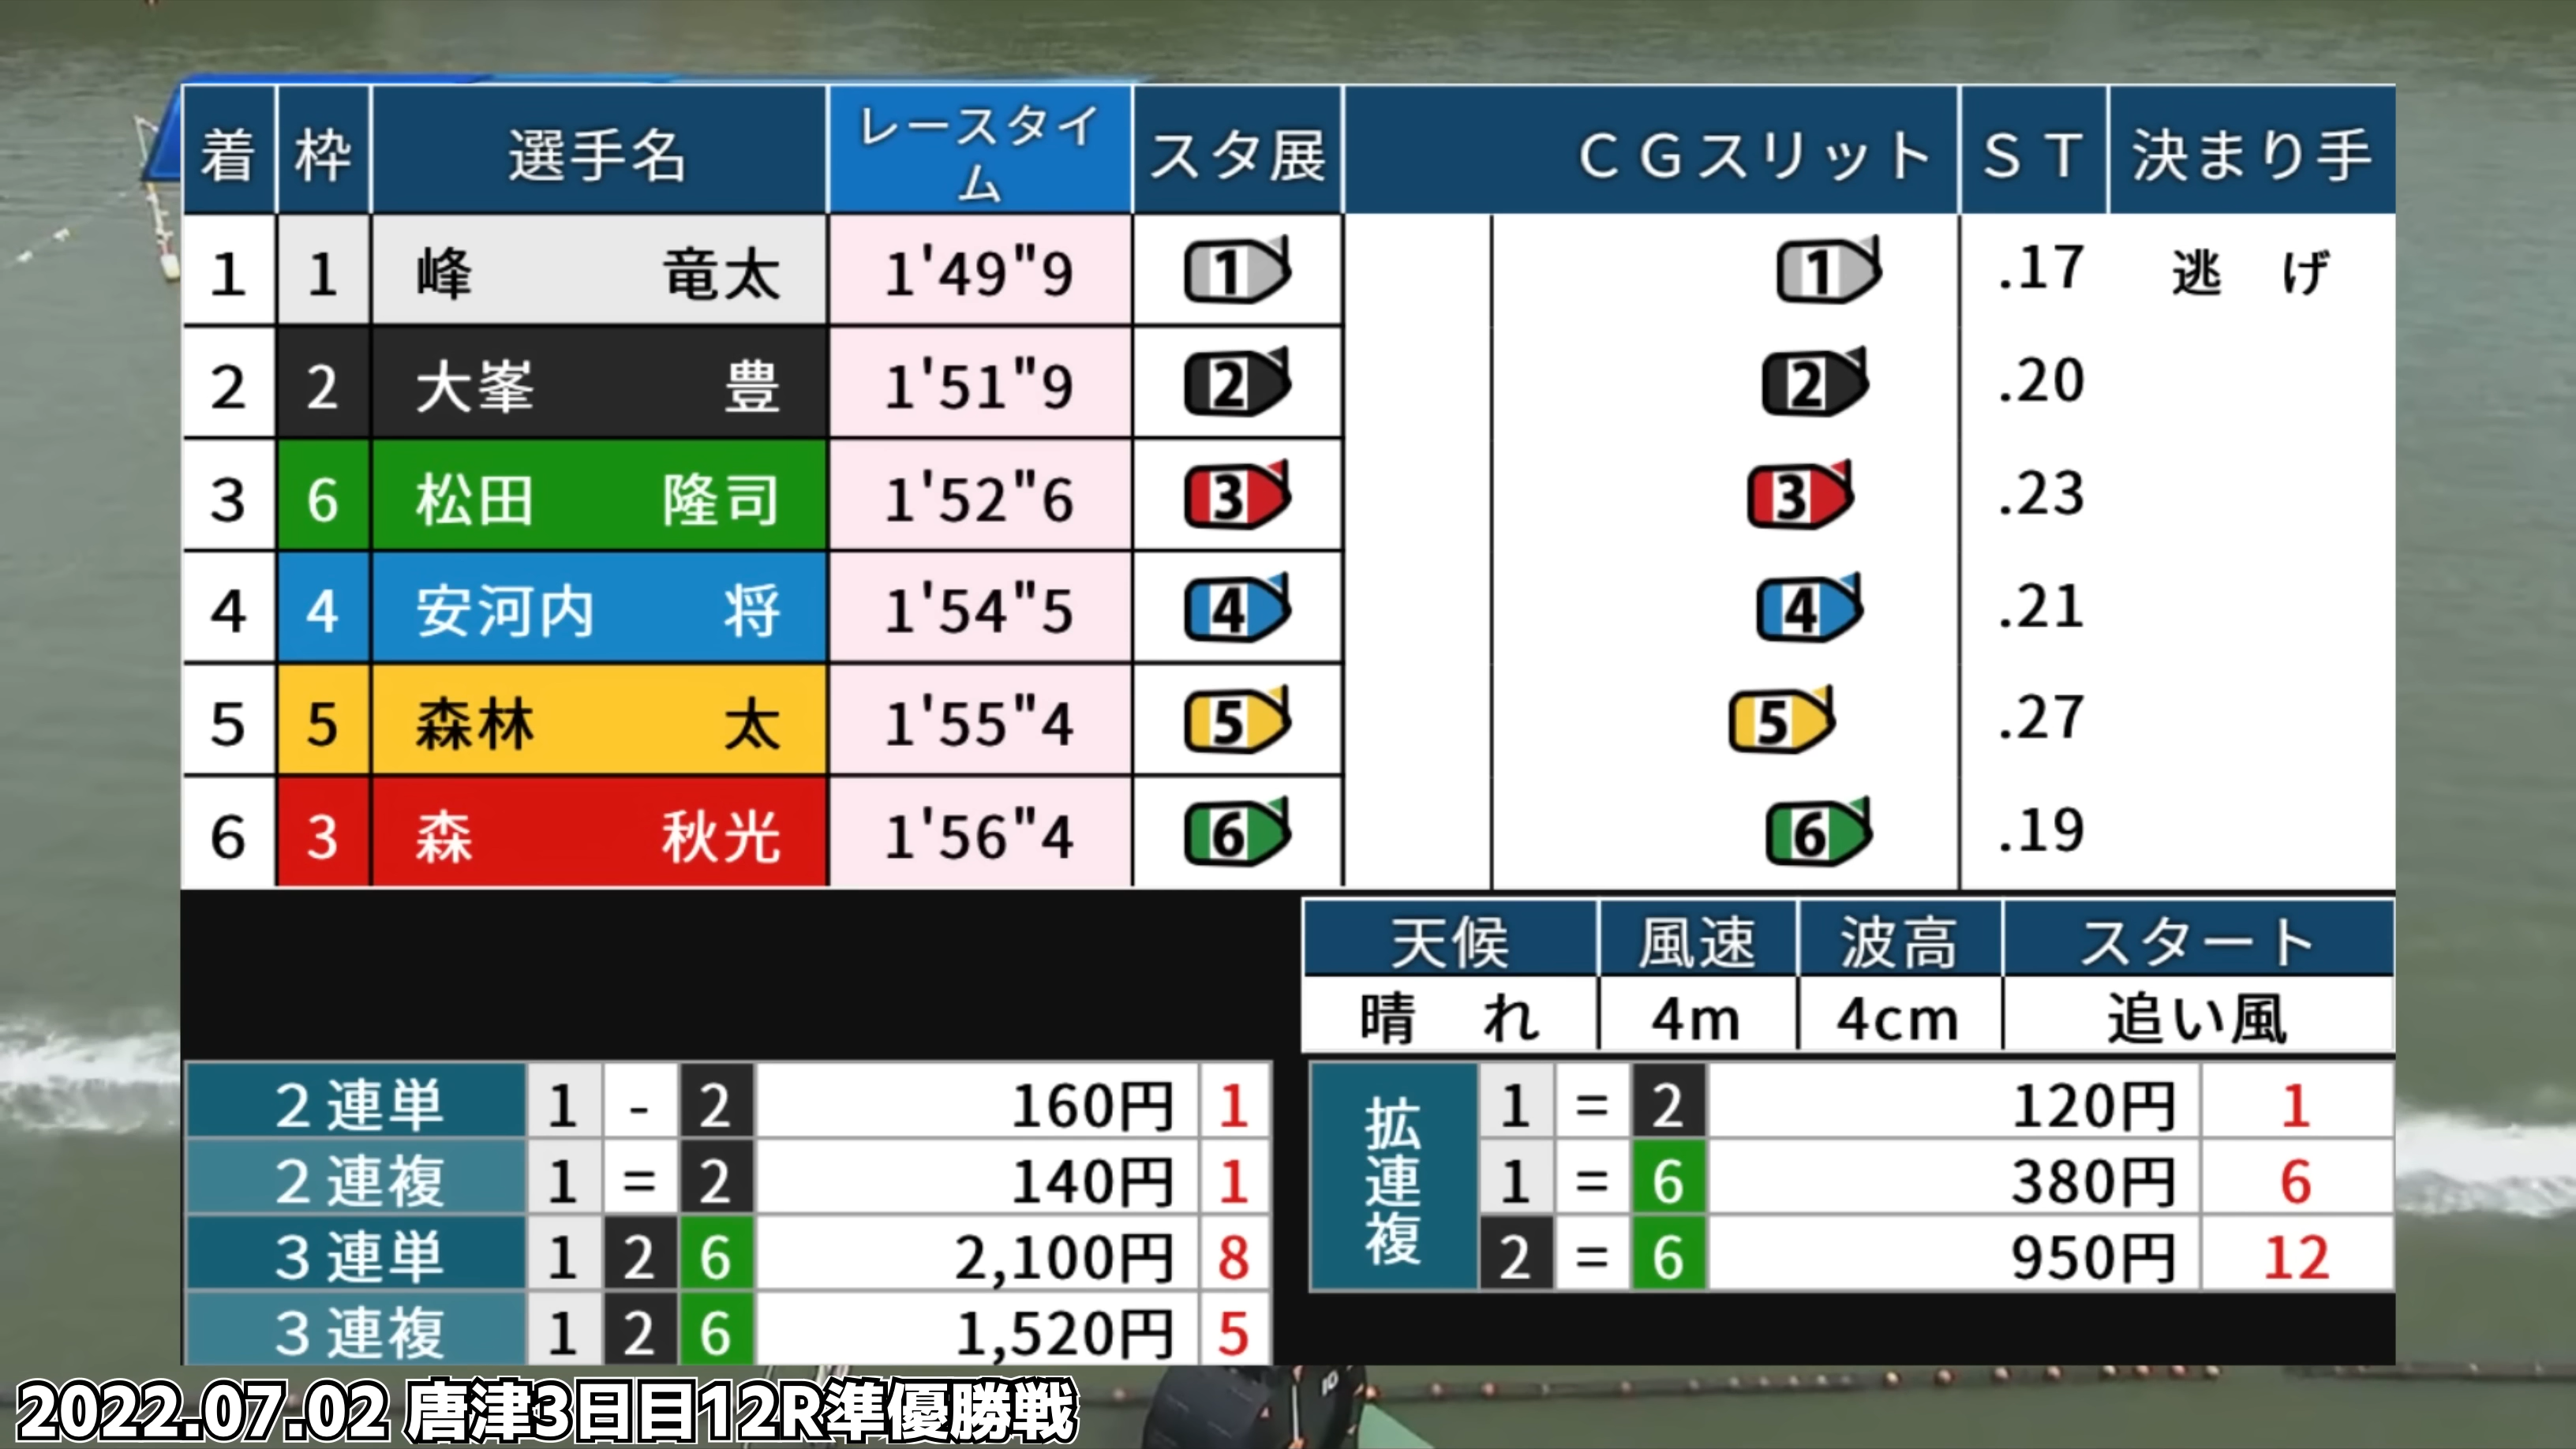 着 枠 選手名 レースタイム スタ展 ＣＧスリット ＳＴ 決まり手
1 1 峰 竜太 1'49"9 1 1 .17 逃 げ
2 2 大峯 豊 1'51"9 2 2 .20
3 6 松田 隆司 1'52"6 3 3 .23
4 4 安河内 将 1'54"5 4 4 .21
5 5 森林 太 1'55"4 5 5 .27
6 3 森 秋光 1'56"4 6 6 .19
天候 風速 波高 スタート
晴 れ 4m 4cm 追い風
２連単 1 - 2 160円 1
２連複 1 = 2 140円 1
３連単 1 2 6 2,100円 8
３連複 1 2 6 1,520円 5
拡連複 1 = 2 120円 1
1 = 6 380円 6
2 = 6 950円 12
2022.07.02 唐津3日目12R準優勝戦